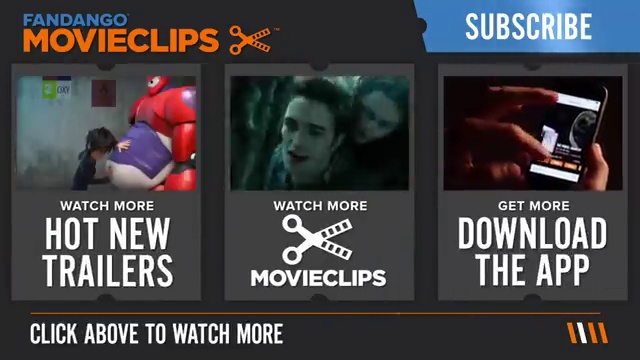 FANDANGO
MOVIECLIPS
SUBSCRIBE
OXY
WATCH MORE
HOT NEW
TRAILERS
WATCH MORE
MOVIECLIPS
GET MORE
DOWNLOAD
THE APP
CLICK ABOVE TO WATCH MORE